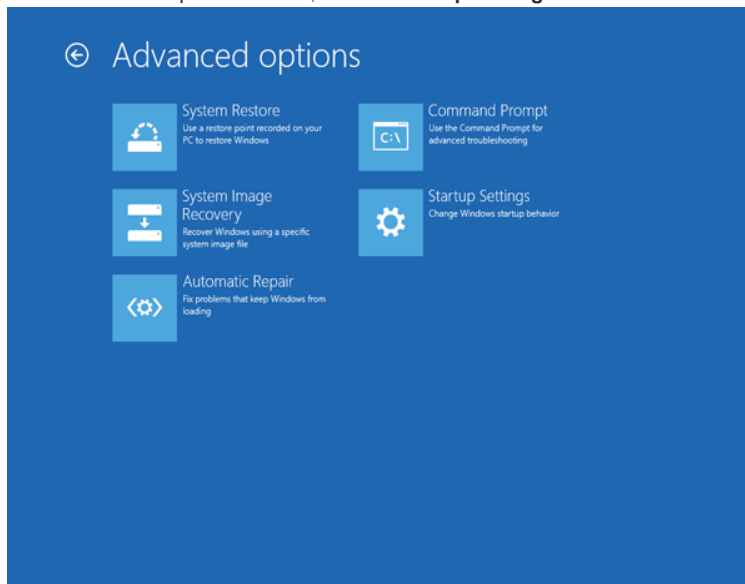 Advanced options
System Restore
Use a restore point recorded on your
PC to restore Windows
System Image
Recovery
Recover Windows using a specific
system image file
Automatic Repair
Fix problems that keep Windows from
loading
C:\
Command Prompt
Use the Command Prompt for
advanced troubleshooting
Startup Settings
Change Windows startup behavior